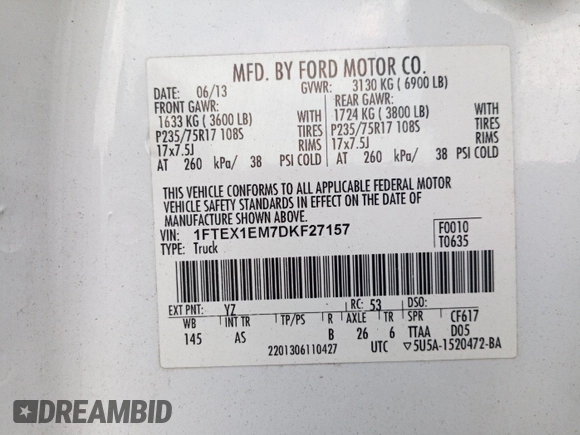 MFD. BY FORD MOTOR CO.
DATE: 06/13 GVWR: 3130 KG ( 6900 LB)
FRONT GAWR: REAR GAWR:
1633 KG ( 3600 LB) WITH 1724 KG ( 3800 LB) WITH
P235/75R17 108S TIRES P235/75R17 108S TIRES
17x7.5J RIMS 17x7.5J RIMS
AT 260 kPa/ 38 PSI COLD AT 260 kPa/ 38 PSI COLD
THIS VEHICLE CONFORMS TO ALL APPLICABLE FEDERAL MOTOR
VEHICLE SAFETY STANDARDS IN EFFECT ON THE DATE OF
MANUFACTURE SHOWN ABOVE.
VIN: 1FTEX1EM7DKF27157 F0010
TYPE: Truck T0635
EXT PNT: YZ RC: 53 DSO:
WB INT TR TP/PS R AXLE TR SPR CF617
145 AS B 26 6 TTAA D05
2201306110427 UTC ▽5U5A-1520472-BA
DREAMBID